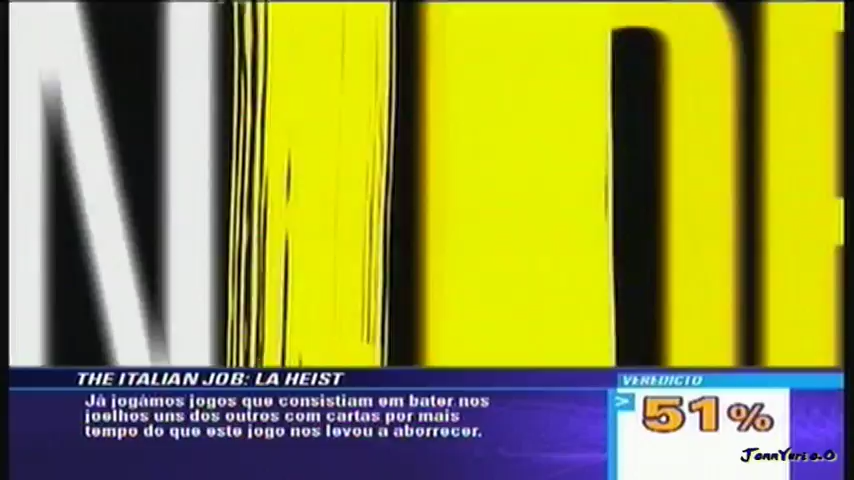 THE ITALIAN JOB: LA HEIST
VEREDICTO
Já jogámos jogos que consistiam em bater nos
joelhos uns dos outros com cartas por mais
tempo do que este jogo nos levou a aborrecer.
> 51%